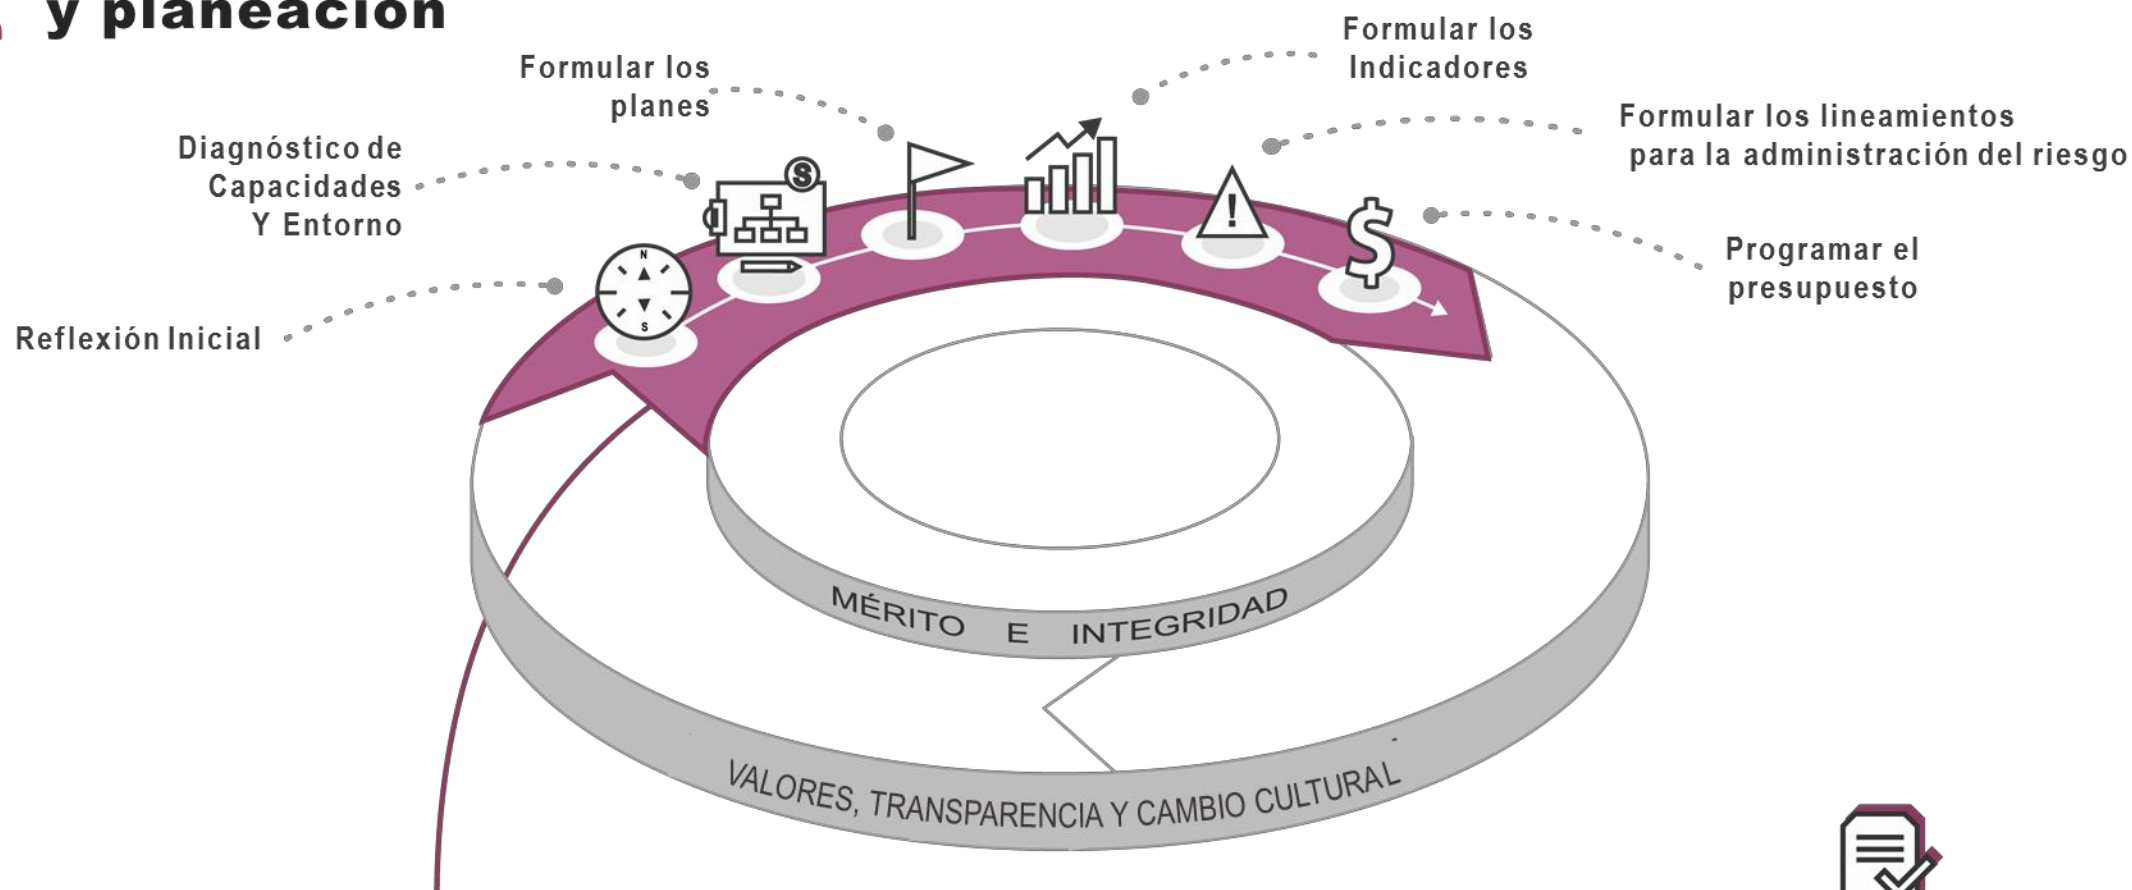 y planeación
Formular los
planes
Formular los
Indicadores
Diagnóstico de
Capacidades
Y Entorno
Formular los lineamientos
para la administración del riesgo
Programar el
presupuesto
Reflexión Inicial
N
S
S
!
$
MÉRITO E INTEGRIDAD
VALORES, TRANSPARENCIA Y CAMBIO CULTURAL